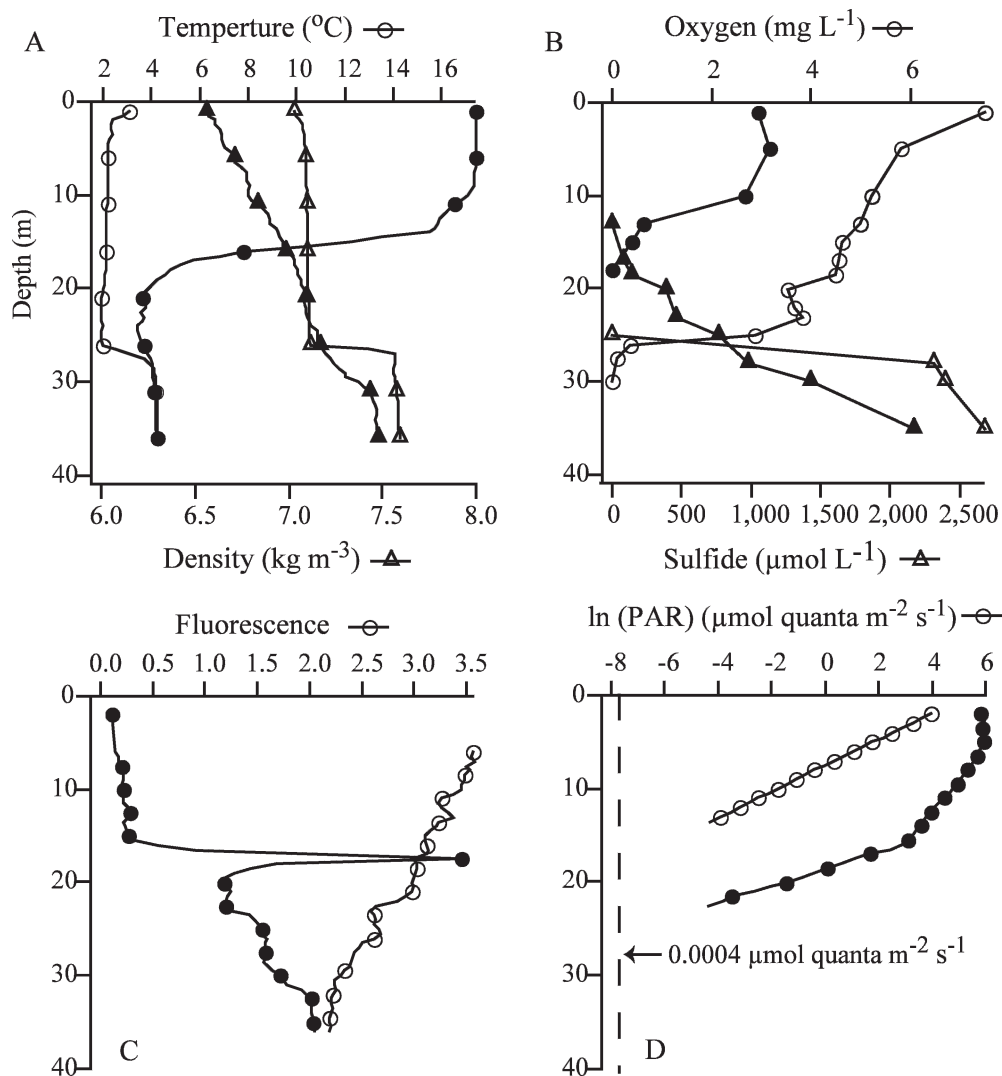 A
Temperture (ºC)
2 4 6 8 10 12 14 16
0
10
20
30
40
Depth (m)
6.0 6.5 7.0 7.5 8.0
Density (kg m-3)
B
Oxygen (mg L-1)
0 2 4 6
0
10
20
30
40
0 500 1,000 1,500 2,000 2,500
Sulfide (µmol L-1)
Fluorescence
0.0 0.5 1.0 1.5 2.0 2.5 3.0 3.5
0
10
20
30
40
C
ln (PAR) (µmol quanta m-2 s-1)
-8 -6 -4 -2 0 2 4 6
0
10
20
30
40
0.0004 µmol quanta m-2 s-1
D